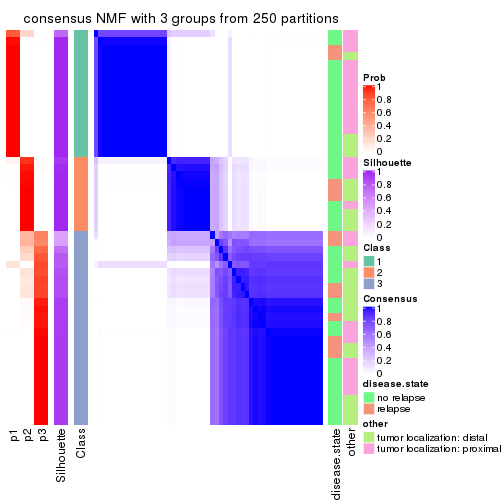 consensus NMF with 3 groups from 250 partitions
Prob
1
0.8
0.6
0.4
0.2
0
Silhouette
1
0.8
0.6
0.4
0.2
0
Class
1
2
3
Consensus
1
0.8
0.6
0.4
0.2
0
disease.state
no relapse
relapse
other
tumor localization: distal
tumor localization: proximal
p1
p2
p3
Silhouette
Class
disease.state
other